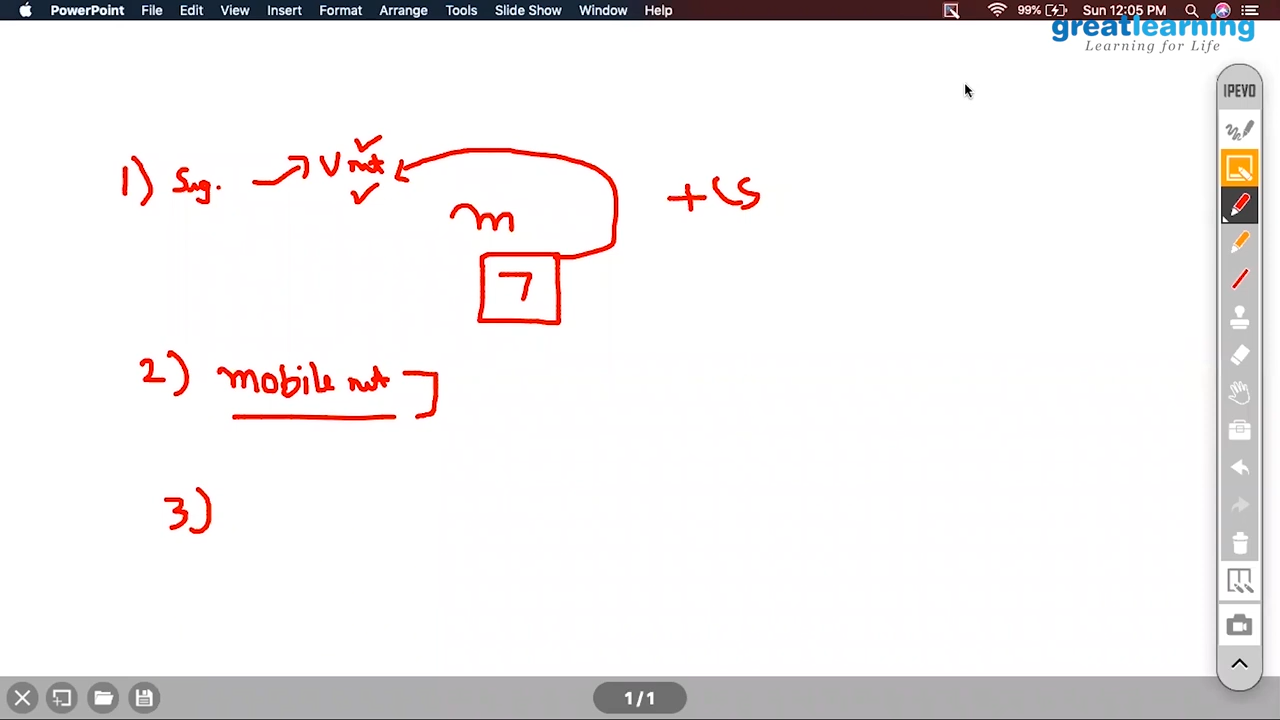 PowerPoint File Edit View Insert Format Arrange Tools Slide Show Window Help 99% Sun 12:05 PM
greatlearning
Learning for Life
IPEVO
1) Sug. V net +CS
m
7
2) mobile net
3)
1/1